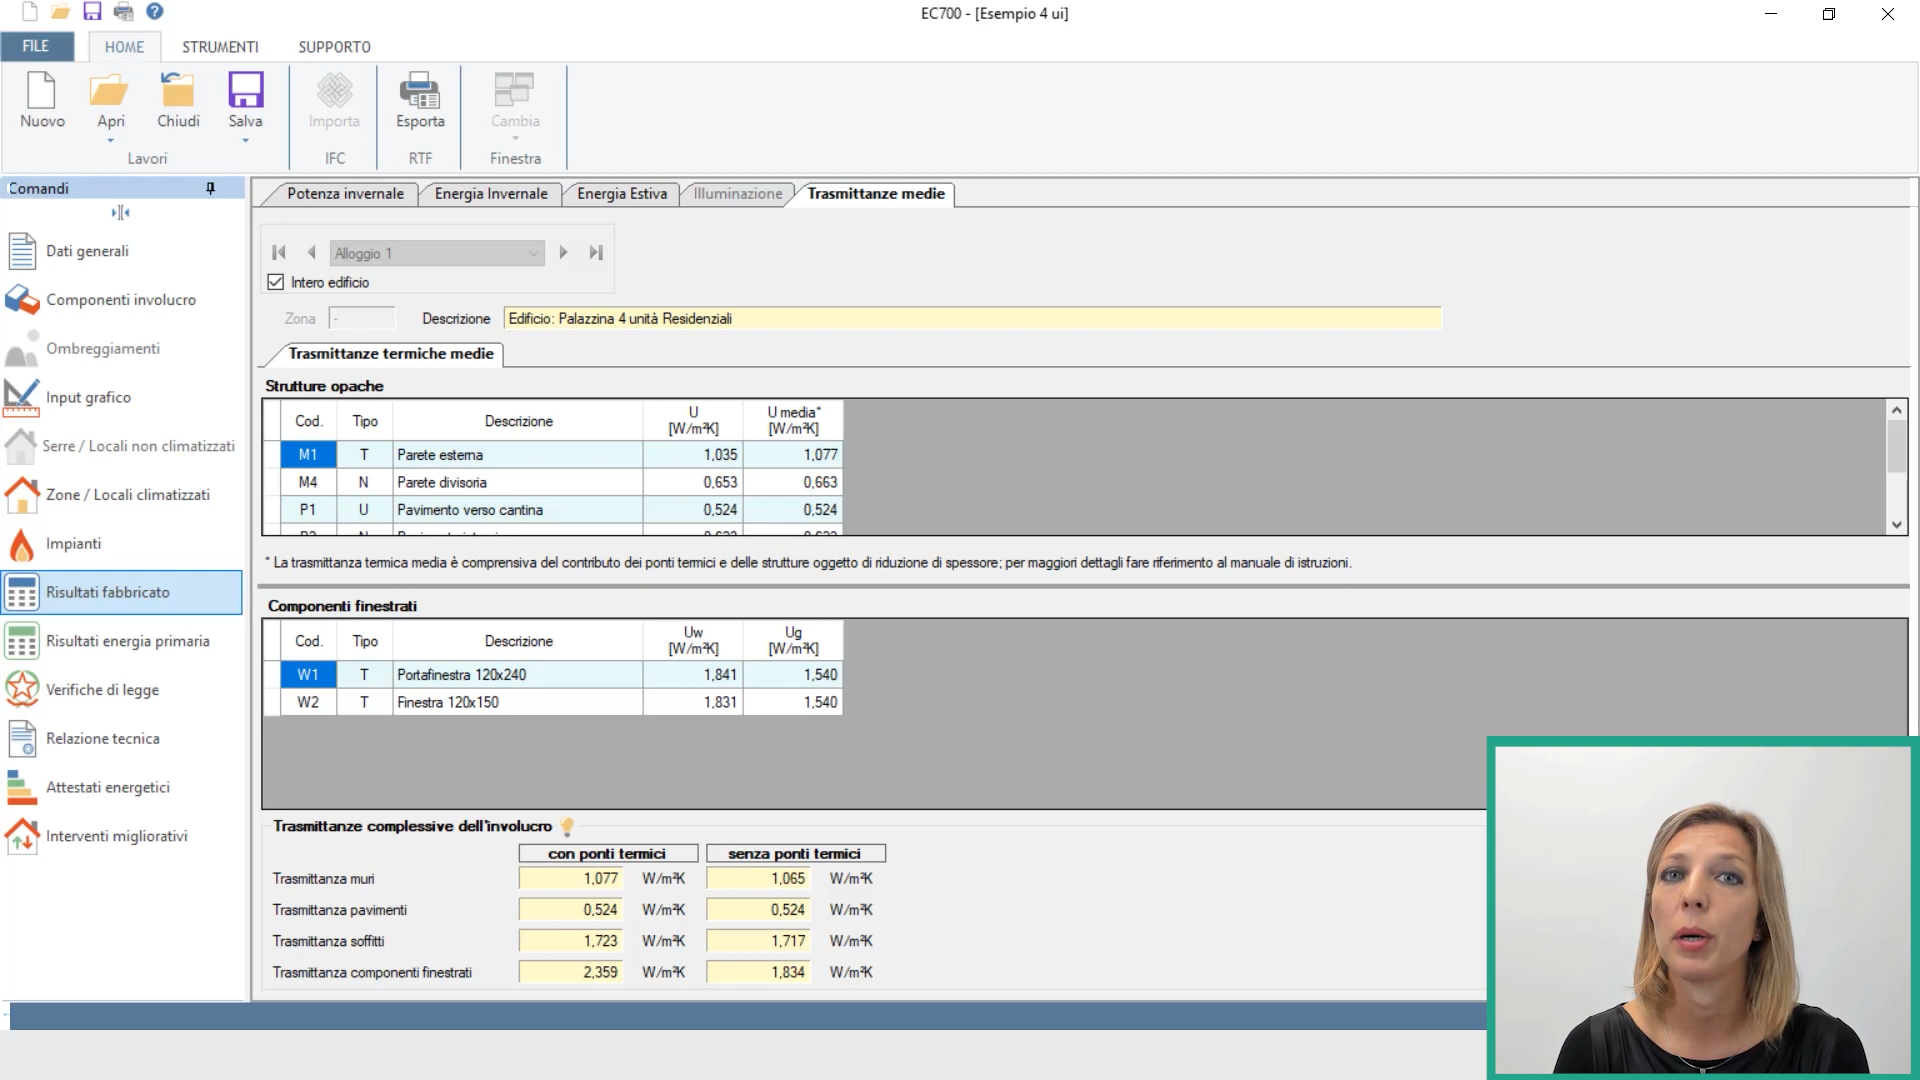 EC700 - [Esempio 4 ui]
FILE
HOME
STRUMENTI
SUPPORTO
Nuovo
Apri
Chiudi
Salva
Importa
Esporta
Cambia
Lavori
IFC
RTF
Finestra
Comandi
Dati generali
Componenti involucro
Ombreggiamenti
Input grafico
Serre / Locali non climatizzati
Zone / Locali climatizzati
Impianti
Risultati fabbricato
Risultati energia primaria
Verifiche di legge
Relazione tecnica
Attestati energetici
Interventi migliorativi
Potenza invernale
Energia Invernale
Energia Estiva
Illuminazione
Trasmittanze medie
Alloggio 1
Intero edificio
Zona -
Descrizione Edificio: Palazzina 4 unità Residenziali
Trasmittanze termiche medie
Strutture opache
Cod. Tipo Descrizione U [W/m²K] U media* [W/m²K]
M1 T Parete esterna 1,035 1,077
M4 N Parete divisoria 0,653 0,663
P1 U Pavimento verso cantina 0,524 0,524
* La trasmittanza termica media è comprensiva del contributo dei ponti termici e delle strutture oggetto di riduzione di spessore; per maggiori dettagli fare riferimento al manuale di istruzioni.
Componenti finestrati
Cod. Tipo Descrizione Uw [W/m²K] Ug [W/m²K]
W1 T Portafinestra 120x240 1,841 1,540
W2 T Finestra 120x150 1,831 1,540
Trasmittanze complessive dell'involucro
con ponti termici senza ponti termici
Trasmittanza muri 1,077 W/m²K 1,065 W/m²K
Trasmittanza pavimenti 0,524 W/m²K 0,524 W/m²K
Trasmittanza soffitti 1,723 W/m²K 1,717 W/m²K
Trasmittanza componenti finestrati 2,359 W/m²K 1,834 W/m²K